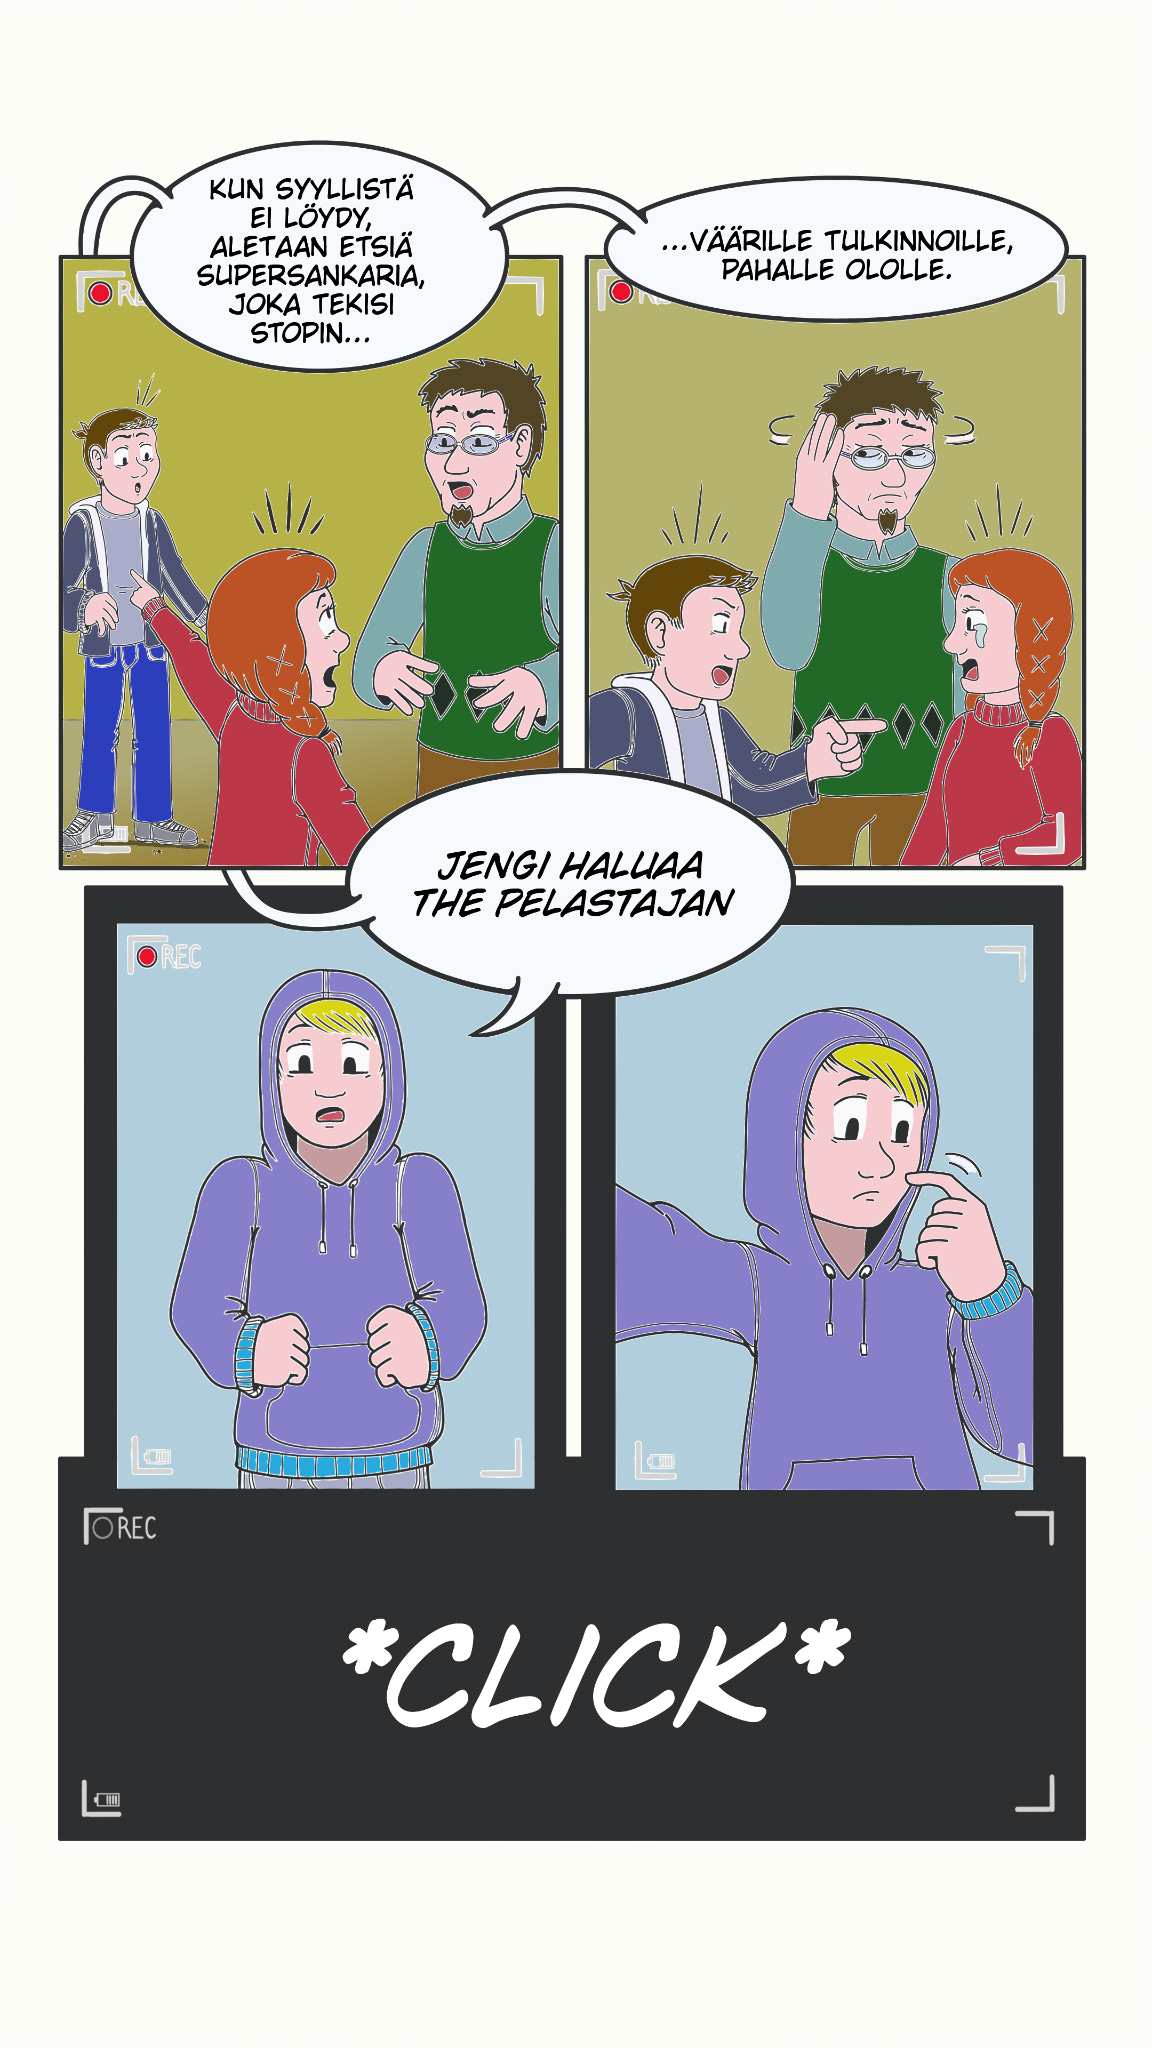 KUN SYYLLISTÄ
EI LÖYDY,
ALETAAN ETSIÄ
SUPERSANKARIA,
JOKA TEKISI
STOPIN...
...VÄÄRILLE TULKINNOILLE,
PAHALLE OLOLLE.
JENGI HALUAA
THE PELASTAJAN
REC
REC
*CLICK*